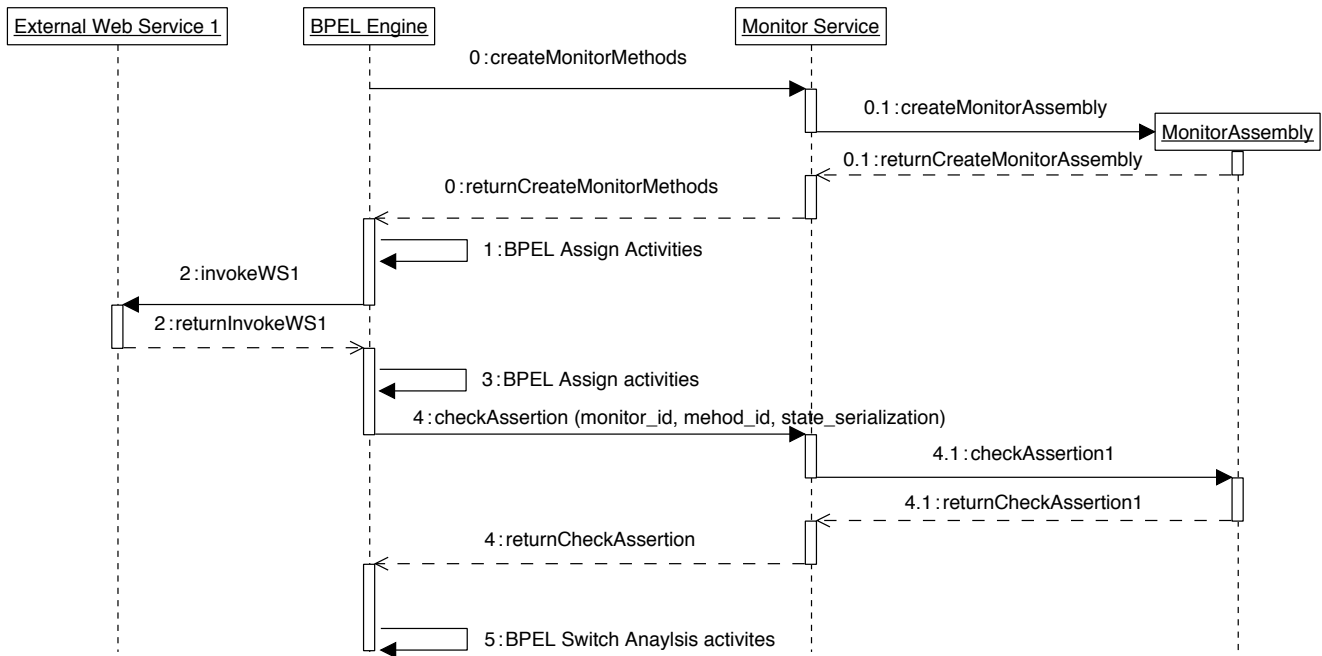 External Web Service 1
BPEL Engine
Monitor Service
0:createMonitorMethods
0.1:createMonitorAssembly
MonitorAssembly
0.1:returnCreateMonitorAssembly
0:returnCreateMonitorMethods
1:BPEL Assign Activities
2:invokeWS1
2:returnInvokeWS1
3:BPEL Assign activities
4:checkAssertion (monitor_id, mehod_id, state_serialization)
4.1:checkAssertion1
4.1:returnCheckAssertion1
4:returnCheckAssertion
5:BPEL Switch Anaylsis activites